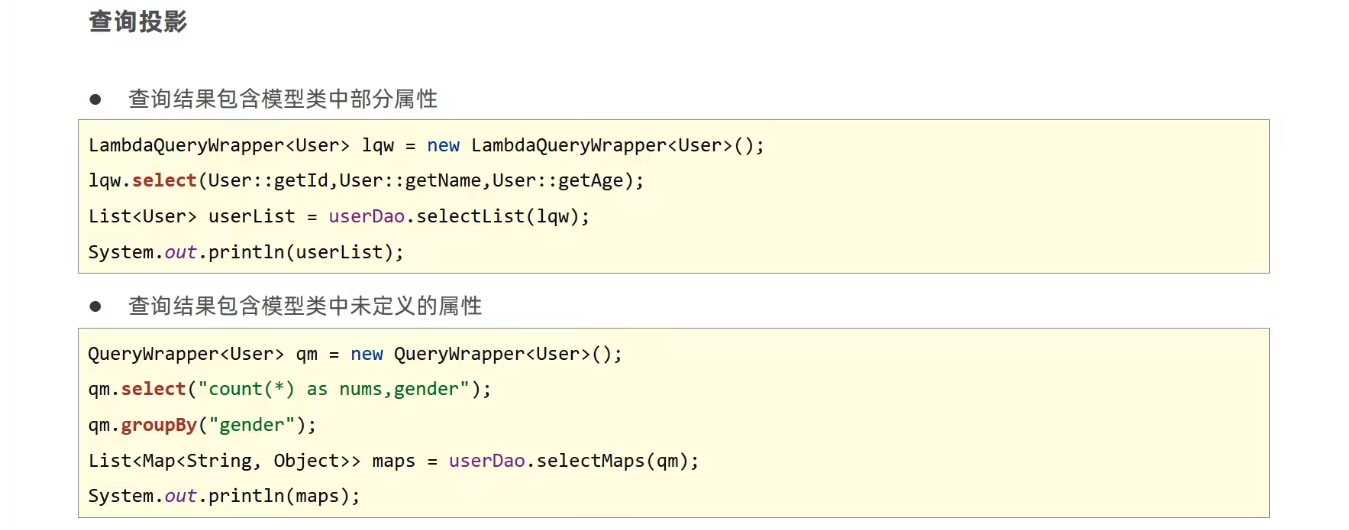 查询投影
● 查询结果包含模型类中部分属性
LambdaQueryWrapper<User> lqw = new LambdaQueryWrapper<User>();
lqw.select(User::getId,User::getName,User::getAge);
List<User> userList = userDao.selectList(lqw);
System.out.println(userList);
● 查询结果包含模型类中未定义的属性
QueryWrapper<User> qm = new QueryWrapper<User>();
qm.select("count(*) as nums,gender");
qm.groupBy("gender");
List<Map<String, Object>> maps = userDao.selectMaps(qm);
System.out.println(maps);